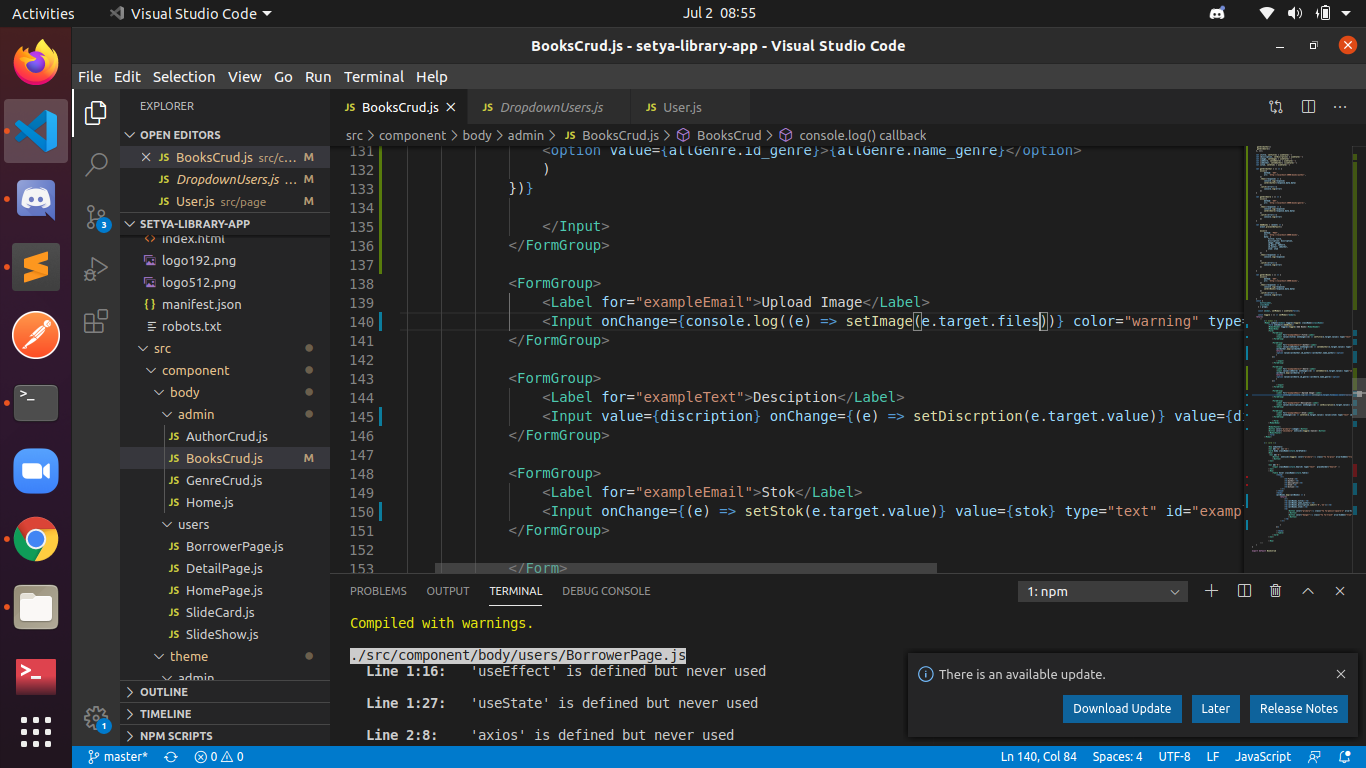 Activities
Visual Studio Code
Jul 2 08:55
BooksCrud.js - setya-library-app - Visual Studio Code
File Edit Selection View Go Run Terminal Help
EXPLORER
OPEN EDITORS
JS BooksCrud.js src/c... M
JS DropdownUsers.js ... M
JS User.js src/page M
SETYA-LIBRARY-APP
<> index.html
logo192.png
logo512.png
{ } manifest.json
robots.txt
src
component
body
admin
JS AuthorCrud.js
JS BooksCrud.js M
JS GenreCrud.js
JS Home.js
users
JS BorrowerPage.js
JS DetailPage.js
JS HomePage.js
JS SlideCard.js
JS SlideShow.js
theme
admin
OUTLINE
TIMELINE
NPM SCRIPTS
3
1
JS BooksCrud.js
JS DropdownUsers.js
JS User.js
src > component > body > admin > JS BooksCrud.js > BooksCrud > console.log() callback
131 <option value={allGenre.id_genre}>{allGenre.name_genre}</option>
132 )
133 })}
134
135 </Input>
136 </FormGroup>
137
138 <FormGroup>
139 <Label for="exampleEmail">Upload Image</Label>
140 <Input onChange={console.log((e) => setImage(e.target.files))} color="warning" type=
141 </FormGroup>
142
143 <FormGroup>
144 <Label for="exampleText">Desciption</Label>
145 <Input value={discription} onChange={(e) => setDiscrption(e.target.value)} value={di
146 </FormGroup>
147
148 <FormGroup>
149 <Label for="exampleEmail">Stok</Label>
150 <Input onChange={(e) => setStok(e.target.value)} value={stok} type="text" id="examp
151 </FormGroup>
152
153 </Form>
PROBLEMS OUTPUT TERMINAL DEBUG CONSOLE
1: npm
Compiled with warnings.
./src/component/body/users/BorrowerPage.js
Line 1:16: 'useEffect' is defined but never used
Line 1:27: 'useState' is defined but never used
Line 2:8: 'axios' is defined but never used
There is an available update.
Download Update
Later
Release Notes
master*
0 0
Ln 140, Col 84
Spaces: 4
UTF-8
LF
JavaScript